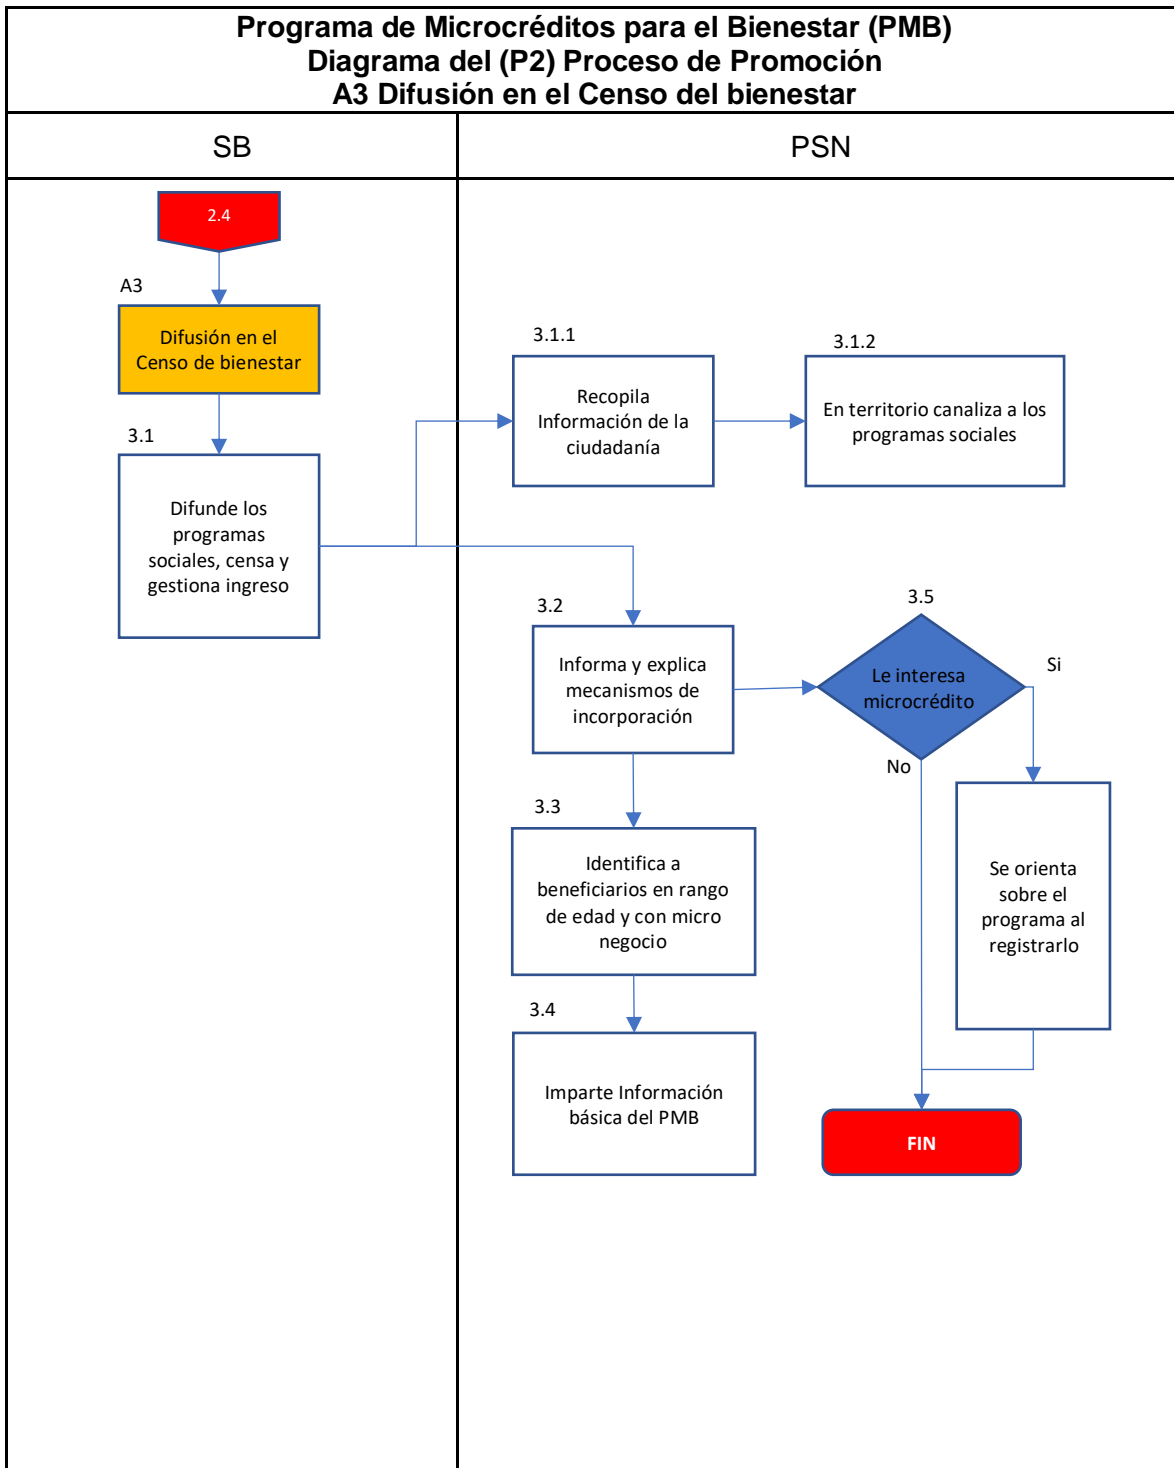 Programa de Microcréditos para el Bienestar (PMB)
Diagrama del (P2) Proceso de Promoción
A3 Difusión en el Censo del bienestar
SB
PSN
2.4
A3
Difusión en el
Censo de bienestar
3.1
Difunde los
programas
sociales, censa y
gestiona ingreso
3.1.1
Recopila
Información de la
ciudadanía
3.1.2
En territorio canaliza a los
programas sociales
3.2
Informa y explica
mecanismos de
incorporación
3.5
Le interesa
microcrédito
Si
No
3.3
Identifica a
beneficiarios en rango
de edad y con micro
negocio
Se orienta
sobre el
programa al
registrarlo
3.4
Imparte Información
básica del PMB
FIN